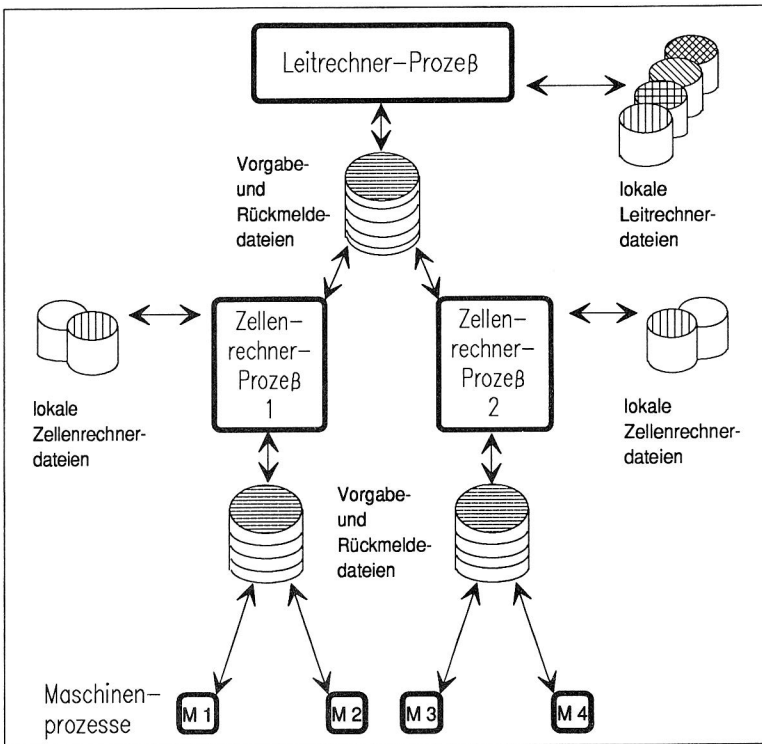 Leitrechner-Prozeß
Vorgabe-
und
Rückmelde-
dateien
lokale
Leitrechner-
dateien
Zellen-
rechner-
Prozeß
1
Zellen-
rechner-
Prozeß
2
lokale
Zellenrechner-
dateien
lokale
Zellenrechner-
dateien
Vorgabe-
und
Rückmelde-
dateien
Maschinen-
prozesse
M 1
M 2
M 3
M 4